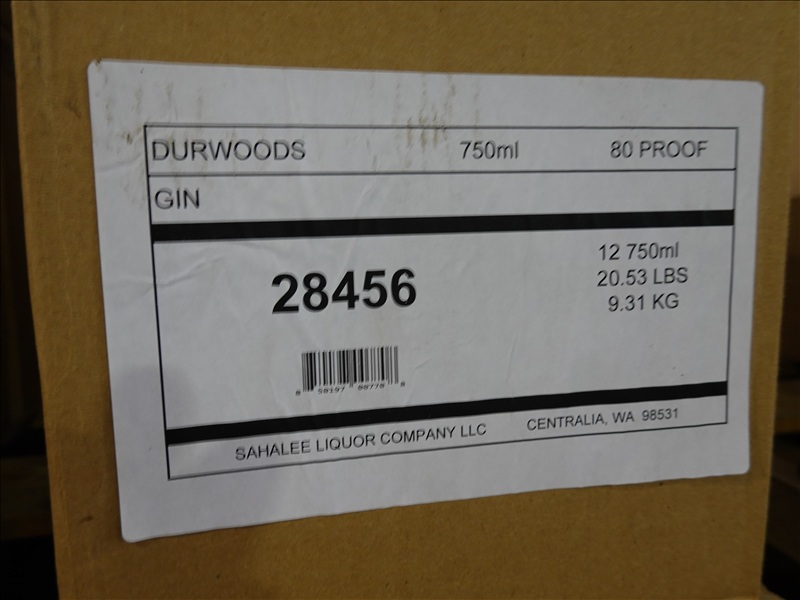 DURWOODS 750ml 80 PROOF
GIN
12 750ml
28456 20.53 LBS
9.31 KG
SAHALEE LIQUOR COMPANY LLC CENTRALIA, WA 98531